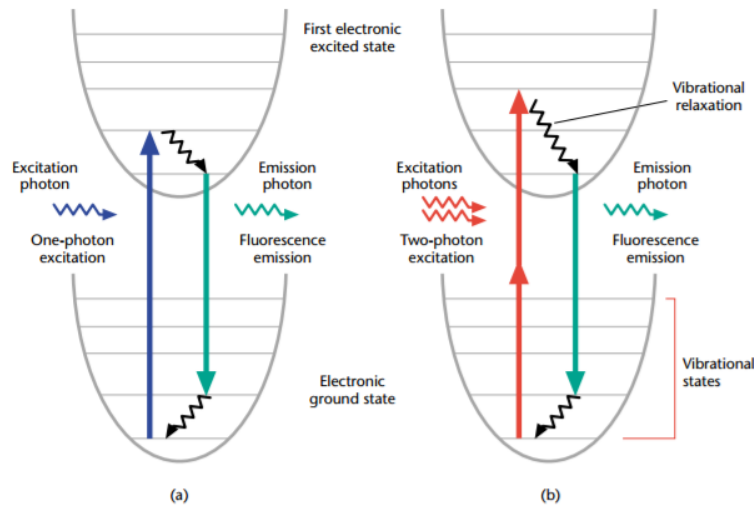 First electronic
excited state
Excitation
photon
One-photon
excitation
Emission
photon
Fluorescence
emission
Electronic
ground state
(a)
Vibrational
relaxation
Excitation
photons
Two-photon
excitation
Emission
photon
Fluorescence
emission
Vibrational
states
(b)